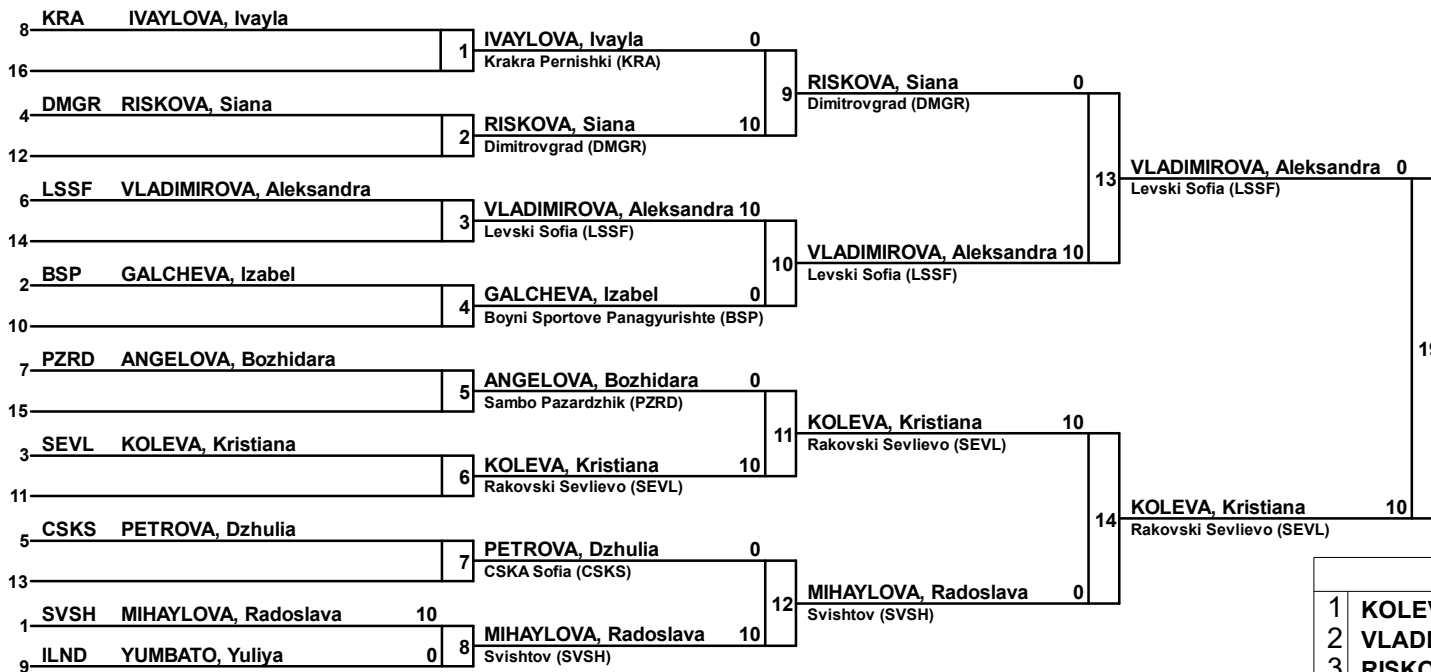 8 KRA IVAYLOVA, Ivayla
16
1
4 DMGR RISKOVA, Siana
12
2
6 LSSF VLADIMIROVA, Aleksandra
14
3
2 BSP GALCHEVA, Izabel
10
4
7 PZRD ANGELOVA, Bozhidara
15
5
3 SEVL KOLEVA, Kristiana
11
6
5 CSKS PETROVA, Dzhulia
13
7
1 SVSH MIHAYLOVA, Radoslava 10
9 ILND YUMBATO, Yuliya 0
8
IVAYLOVA, Ivayla 0
Krakra Pernishki (KRA)
9
RISKOVA, Siana 10
Dimitrovgrad (DMGR)
VLADIMIROVA, Aleksandra 10
Levski Sofia (LSSF)
10
GALCHEVA, Izabel 0
Boyni Sportove Panagyurishte (BSP)
ANGELOVA, Bozhidara 0
Sambo Pazardzhik (PZRD)
11
KOLEVA, Kristiana 10
Rakovski Sevlievo (SEVL)
PETROVA, Dzhulia 0
CSKA Sofia (CSKS)
12
MIHAYLOVA, Radoslava 10
Svishtov (SVSH)
RISKOVA, Siana 0
Dimitrovgrad (DMGR)
13
VLADIMIROVA, Aleksandra 10
Levski Sofia (LSSF)
KOLEVA, Kristiana 10
Rakovski Sevlievo (SEVL)
14
MIHAYLOVA, Radoslava 0
Svishtov (SVSH)
VLADIMIROVA, Aleksandra 0
Levski Sofia (LSSF)
KOLEVA, Kristiana 10
Rakovski Sevlievo (SEVL)
1
2
3